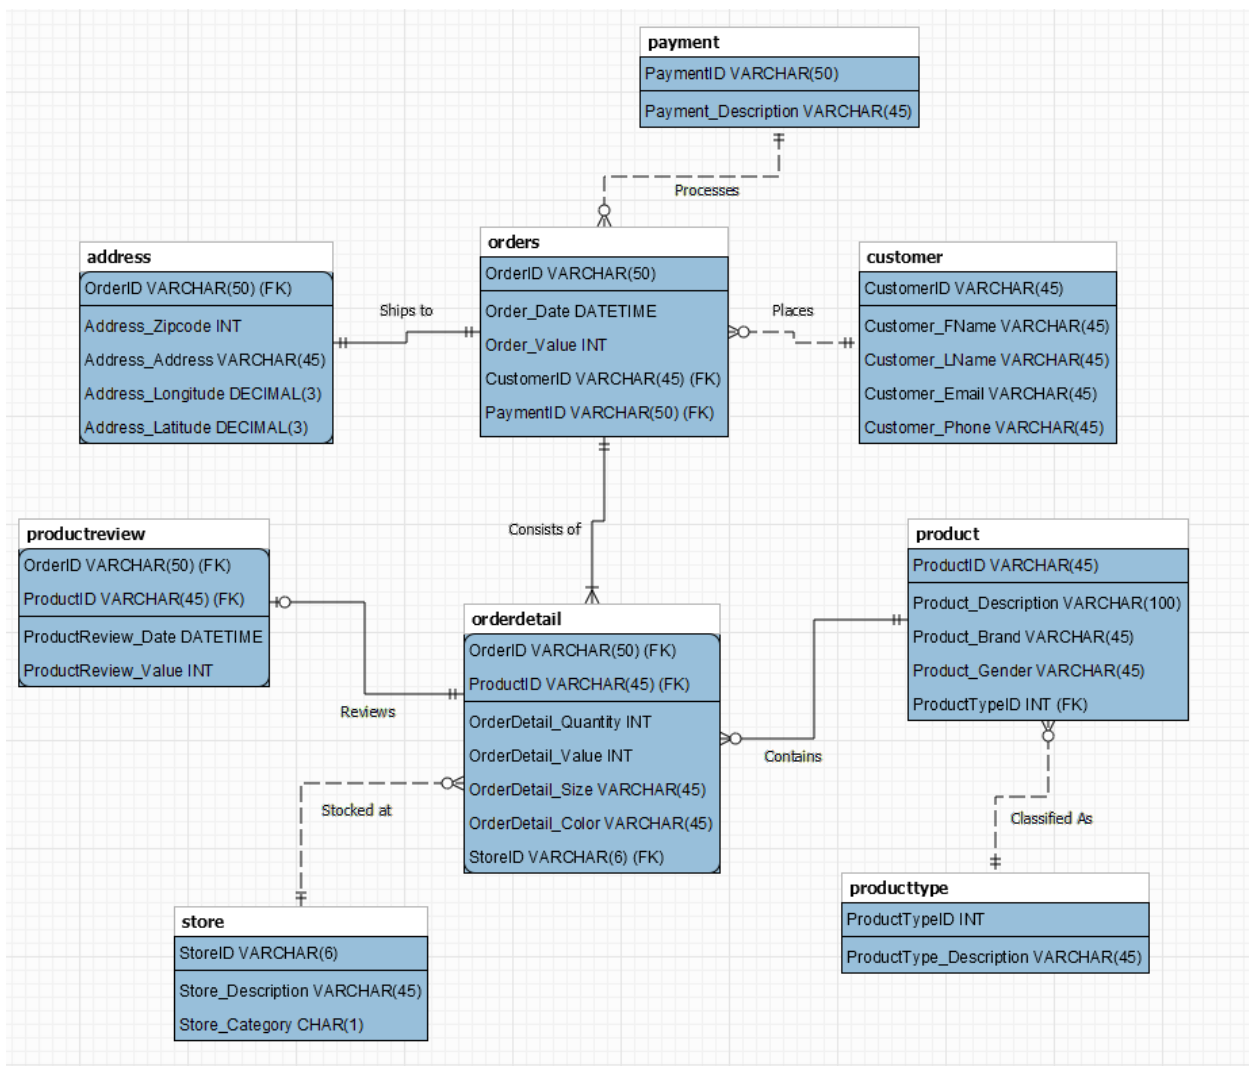 payment
PaymentID VARCHAR(50)
Payment_Description VARCHAR(45)
Processes
address
OrderID VARCHAR(50) (FK)
Address_Zipcode INT
Address_Address VARCHAR(45)
Address_Longitude DECIMAL(3)
Address_Latitude DECIMAL(3)
Ships to
orders
OrderID VARCHAR(50)
Order_Date DATETIME
Order_Value INT
CustomerID VARCHAR(45) (FK)
PaymentID VARCHAR(50) (FK)
Places
customer
CustomerID VARCHAR(45)
Customer_FName VARCHAR(45)
Customer_LName VARCHAR(45)
Customer_Email VARCHAR(45)
Customer_Phone VARCHAR(45)
Consists of
productreview
OrderID VARCHAR(50) (FK)
ProductID VARCHAR(45) (FK)
ProductReview_Date DATETIME
ProductReview_Value INT
Reviews
orderdetail
OrderID VARCHAR(50) (FK)
ProductID VARCHAR(45) (FK)
OrderDetail_Quantity INT
OrderDetail_Value INT
OrderDetail_Size VARCHAR(45)
OrderDetail_Color VARCHAR(45)
StoreID VARCHAR(6) (FK)
Contains
product
ProductID VARCHAR(45)
Product_Description VARCHAR(100)
Product_Brand VARCHAR(45)
Product_Gender VARCHAR(45)
ProductTypeID INT (FK)
Stocked at
Classified As
store
StoreID VARCHAR(6)
Store_Description VARCHAR(45)
Store_Category CHAR(1)
producttype
ProductTypeID INT
ProductType_Description VARCHAR(45)